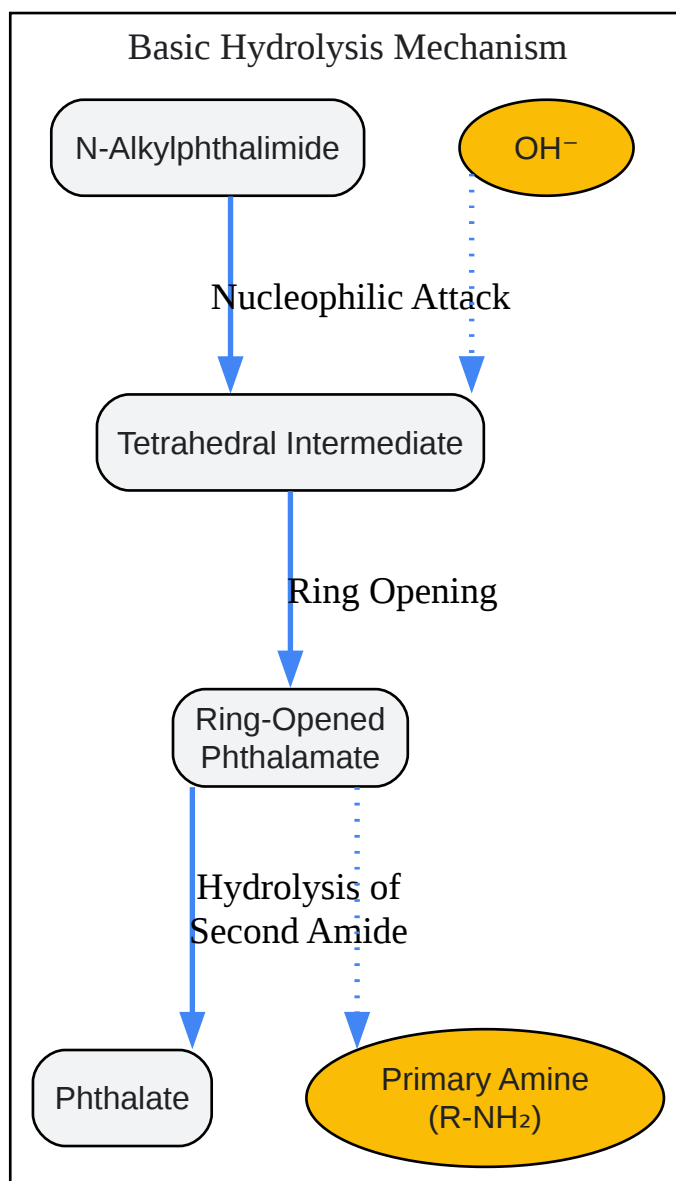 Basic Hydrolysis Mechanism
N-Alkylphthalimide
OH⁻
Nucleophilic Attack
Tetrahedral Intermediate
Ring Opening
Ring-Opened
Phthalamate
Hydrolysis of
Second Amide
Phthalate
Primary Amine
(R-NH₂)